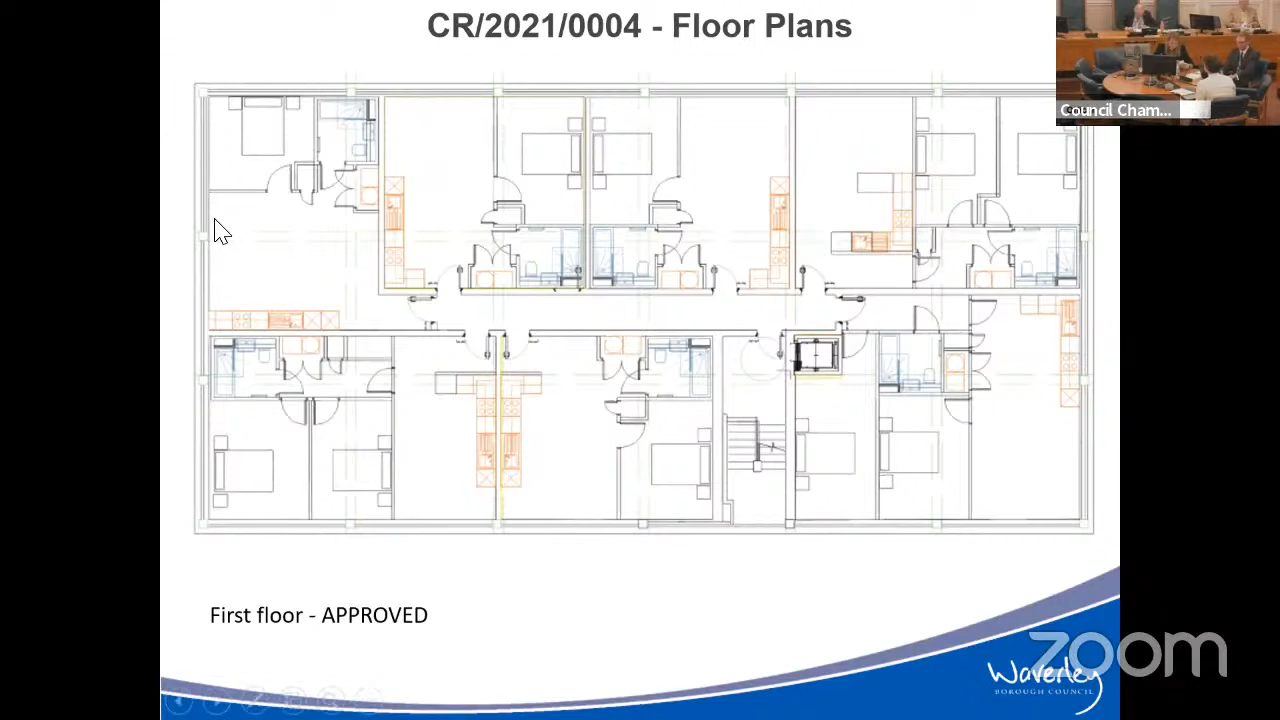 CR/2021/0004 - Floor Plans
Council Cham...
First floor - APPROVED
zoom
Waverley
BOROUGH COUNCIL